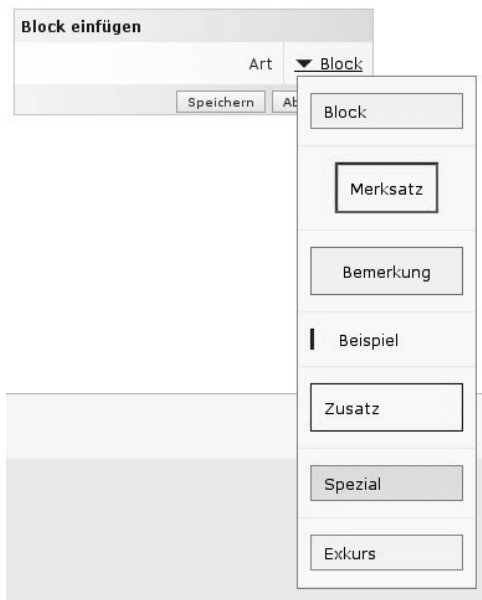 Block einfügen
Art ▼ Block
Speichern Ab
Block
Merksatz
Bemerkung
Beispiel
Zusatz
Spezial
Exkurs